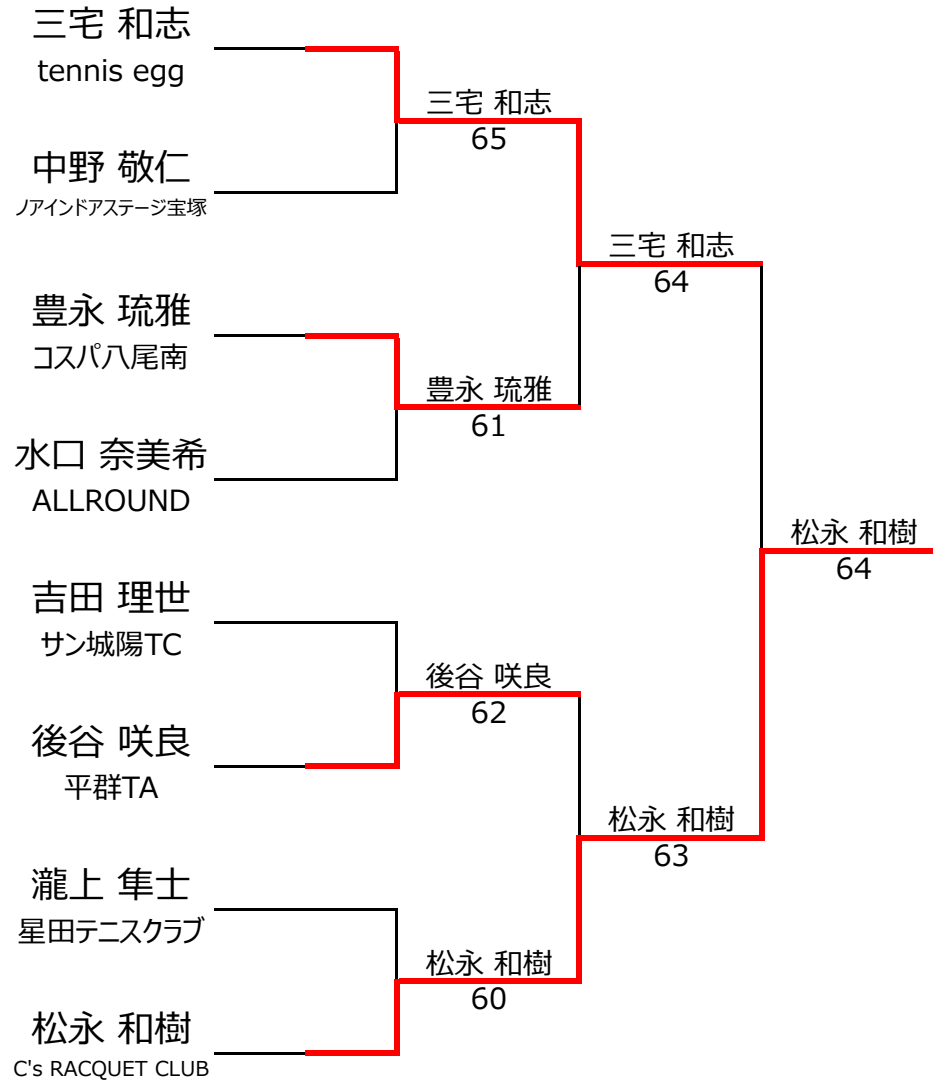 三宅 和志
tennis egg
中野 敬仁
ノアインドアステージ宝塚
豊永 琉雅
コスパ八尾南
水口 奈美希
ALLROUND
吉田 理世
サン城陽TC
後谷 咲良
平群TA
瀧上 隼士
星田テニスクラブ
松永 和樹
C's RACQUET CLUB
三宅 和志
65
豊永 琉雅
61
後谷 咲良
62
松永 和樹
60
三宅 和志
64
松永 和樹
63
松永 和樹
64